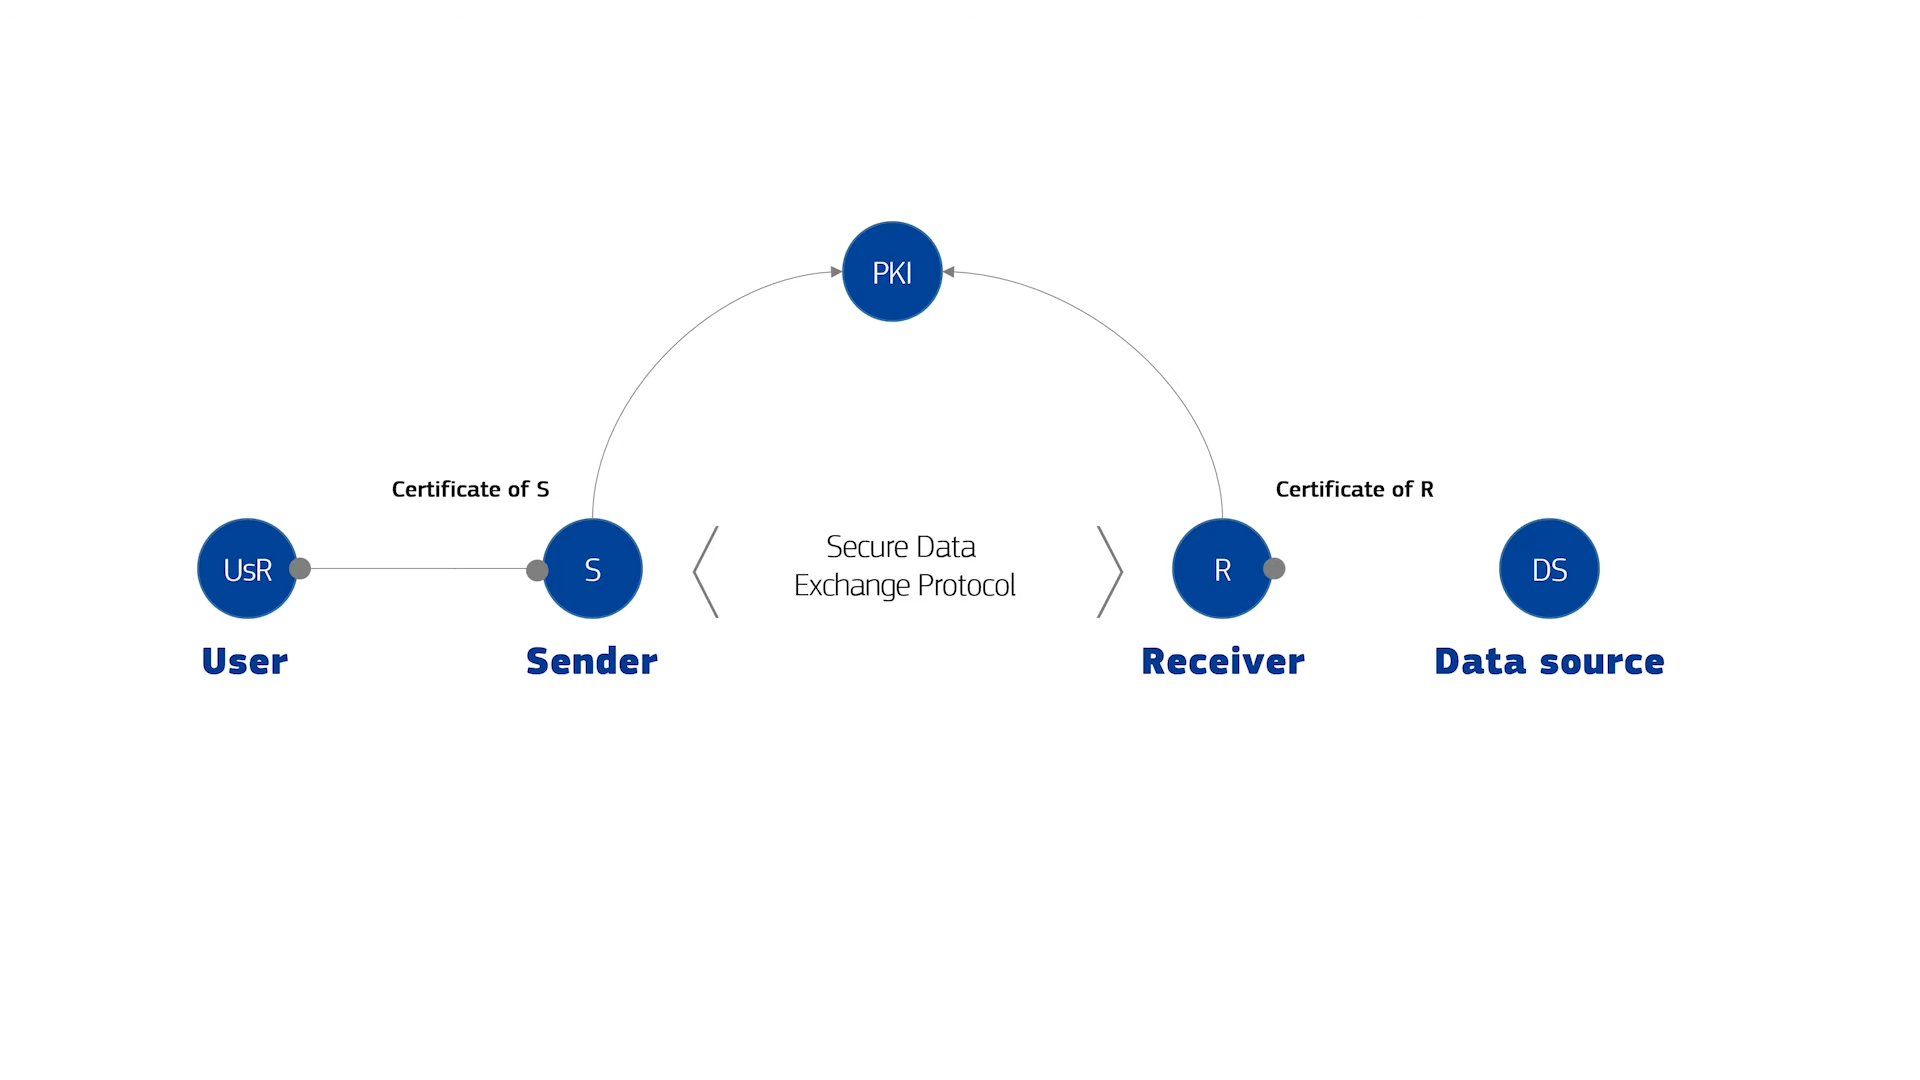 PKI
Certificate of S
Certificate of R
UsR
S
Secure Data
Exchange Protocol
R
DS
User
Sender
Receiver
Data source